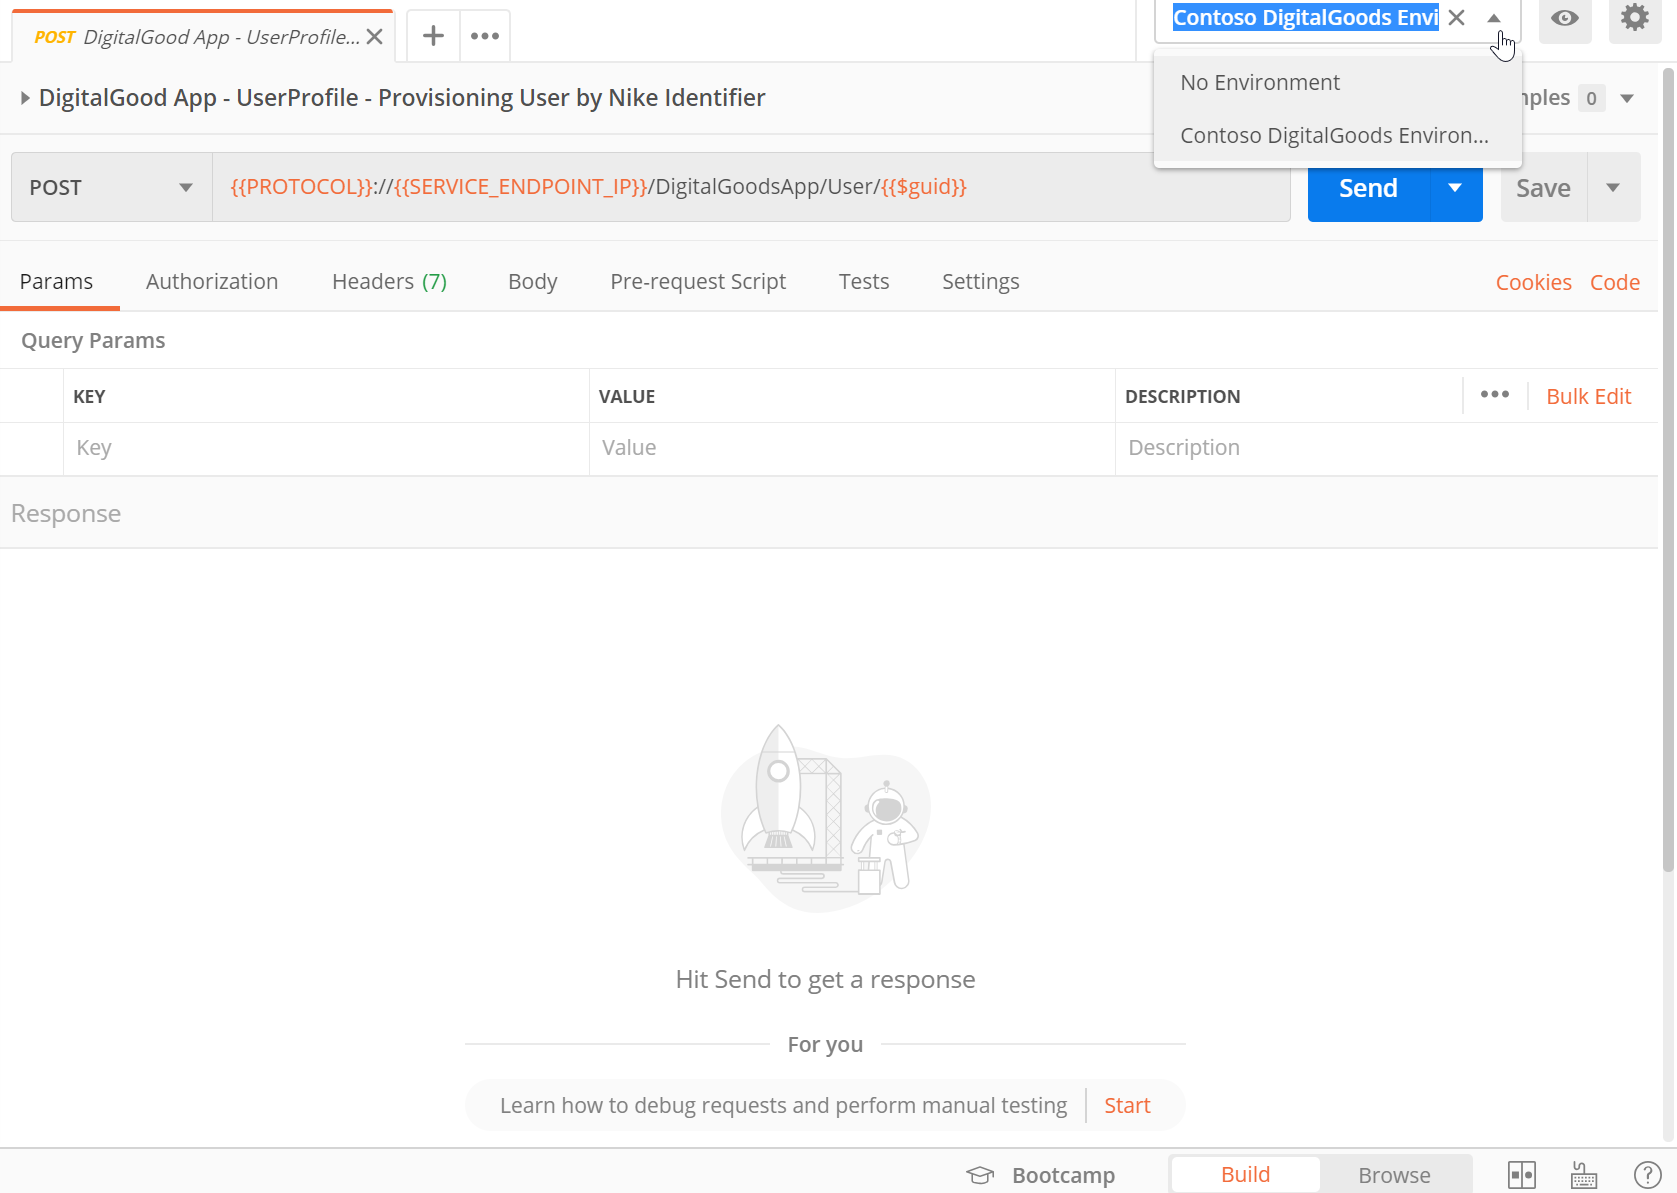 POST DigitalGood App - UserProfile...
Contoso DigitalGoods Envi
No Environment
Contoso DigitalGoods Environ...
DigitalGood App - UserProfile - Provisioning User by Nike Identifier
mples 0
POST
{{PROTOCOL}}://{{SERVICE_ENDPOINT_IP}}/DigitalGoodsApp/User/{{$guid}}
Send
Save
Params
Authorization
Headers (7)
Body
Pre-request Script
Tests
Settings
Cookies
Code
Query Params
KEY
VALUE
DESCRIPTION
Bulk Edit
Key
Value
Description
Response
Hit Send to get a response
For you
Learn how to debug requests and perform manual testing
Start
Bootcamp
Build
Browse